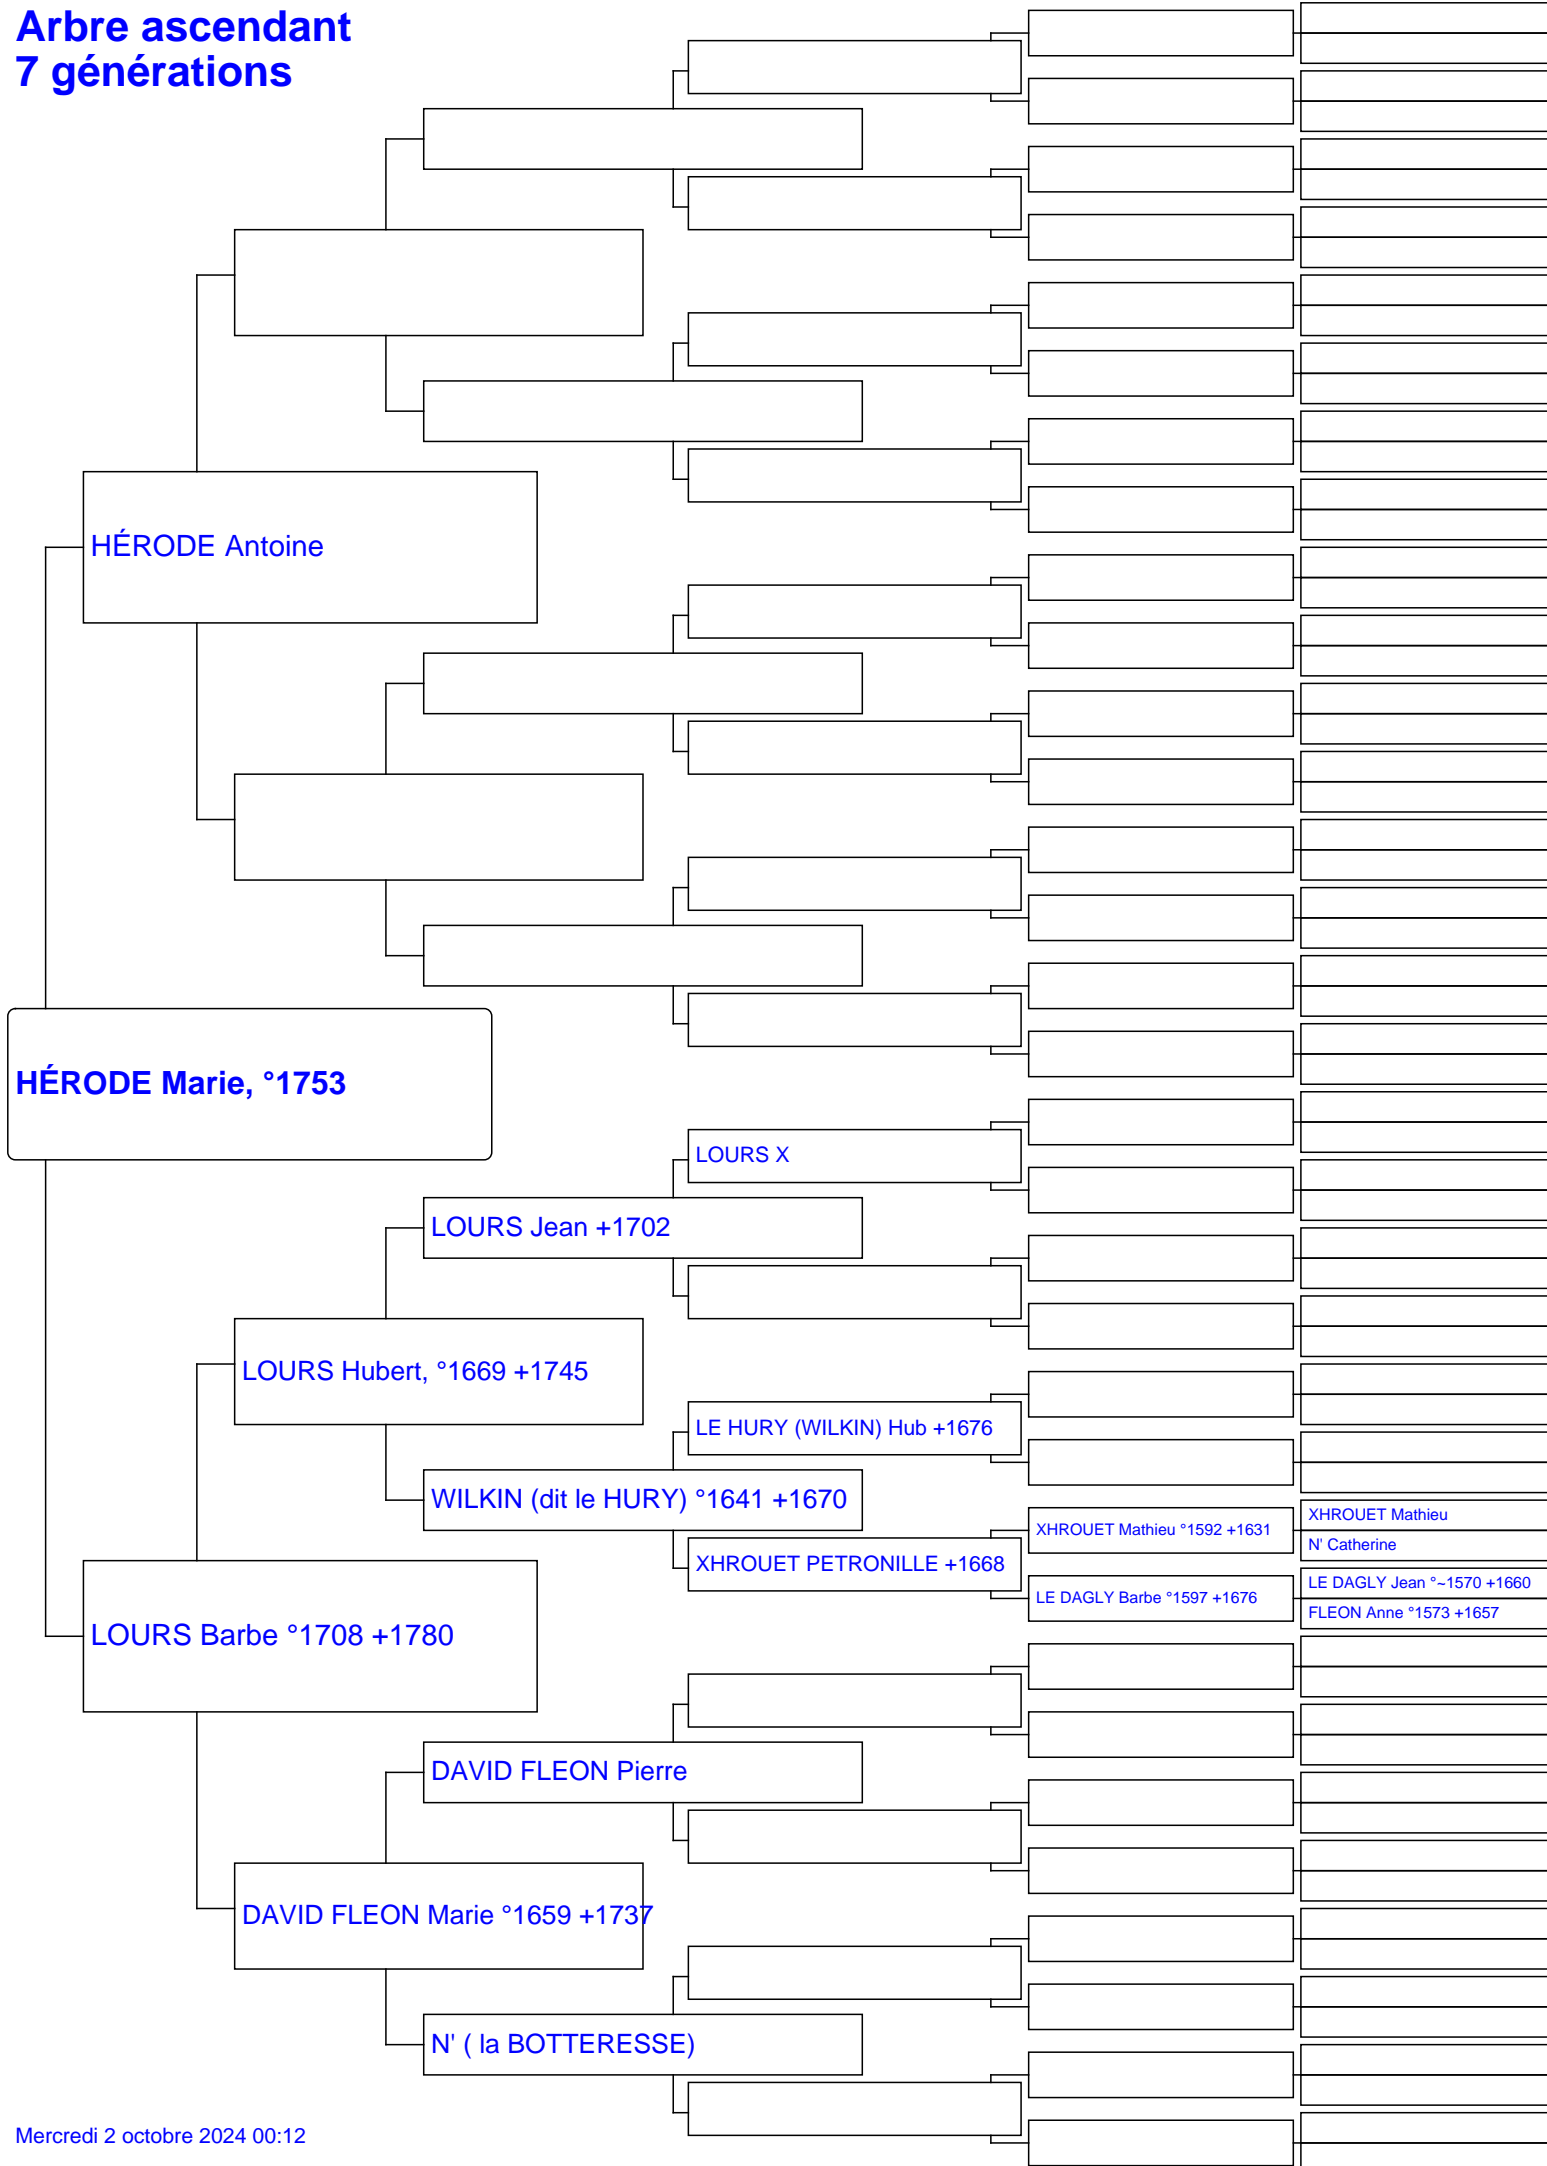 Arbre ascendant
7 générations
HÉRODE Antoine
HÉRODE Marie, °1753
LOURS X
LOURS Jean +1702
LOURS Hubert, °1669 +1745
LE HURY (WILKIN) Hub +1676
WILKIN (dit le HURY) °1641 +1670
XHROUET Mathieu
XHROUET Mathieu °1592 +1631
N' Catherine
XHROUET PETRONILLE +1668
LE DAGLY Jean °~1570 +1660
LE DAGLY Barbe °1597 +1676
FLEON Anne °1573 +1657
LOURS Barbe °1708 +1780
DAVID FLEON Pierre
DAVID FLEON Marie °1659 +1737
N' ( la BOTTERESSE)
Mercredi 2 octobre 2024 00:12